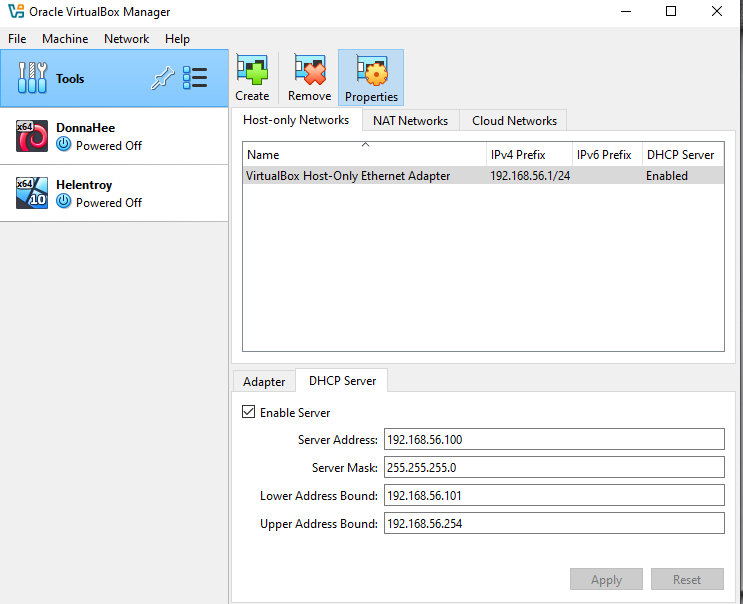 Oracle VirtualBox Manager
File Machine Network Help
Tools
x64 DonnaHee
Powered Off
x64 10 Helentroy
Powered Off
Create Remove Properties
Host-only Networks NAT Networks Cloud Networks
Name IPv4 Prefix IPv6 Prefix DHCP Server
VirtualBox Host-Only Ethernet Adapter 192.168.56.1/24 Enabled
Adapter DHCP Server
Enable Server
Server Address: 192.168.56.100
Server Mask: 255.255.255.0
Lower Address Bound: 192.168.56.101
Upper Address Bound: 192.168.56.254
Apply Reset